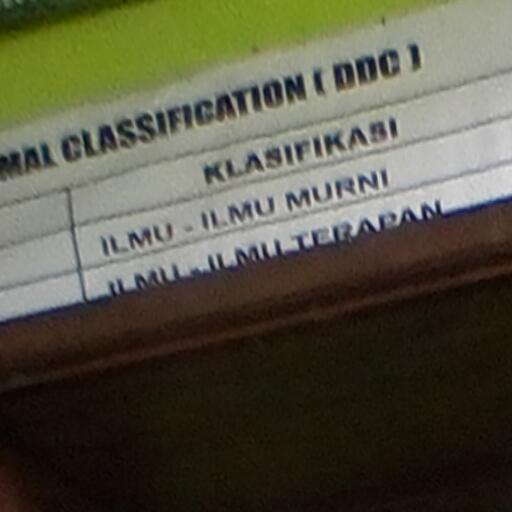 MAL CLASSIFICATION ( DDC )
KLASIFIKASI
ILMU - ILMU MURNI
ILMU - ILMU TERAPAN